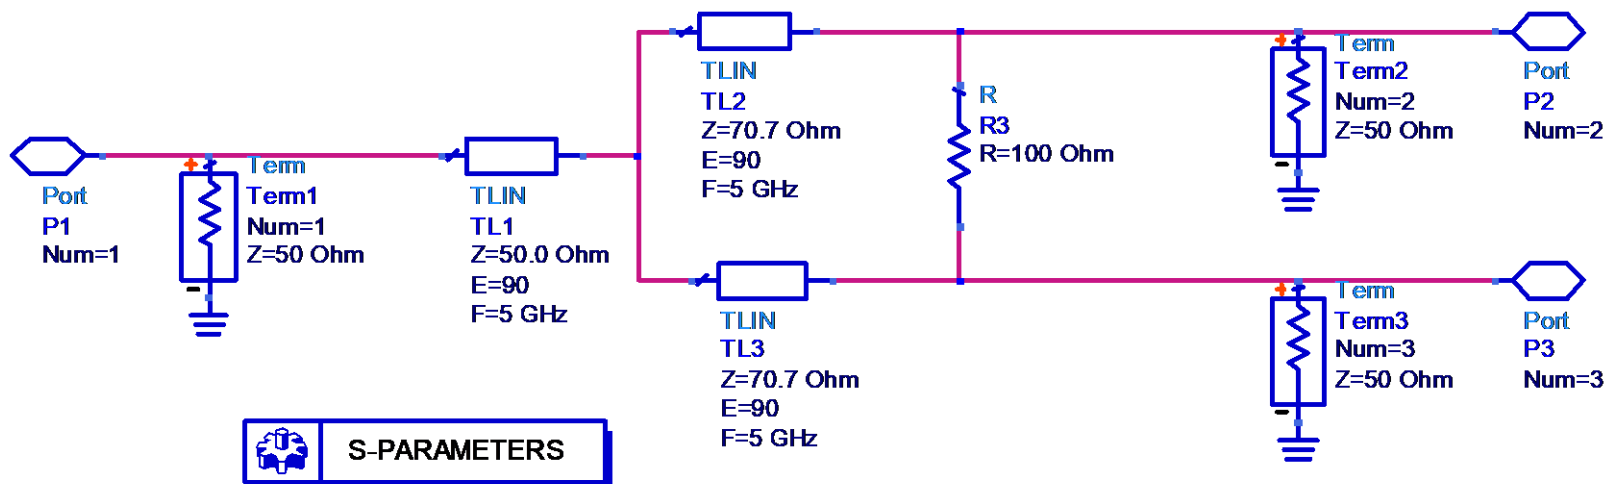 Port
P1
Num=1
Term
Term1
Num=1
Z=50 Ohm
TLIN
TL1
Z=50.0 Ohm
E=90
F=5 GHz
TLIN
TL2
Z=70.7 Ohm
E=90
F=5 GHz
R
R3
R=100 Ohm
Term
Term2
Num=2
Z=50 Ohm
Port
P2
Num=2
TLIN
TL3
Z=70.7 Ohm
E=90
F=5 GHz
Term
Term3
Num=3
Z=50 Ohm
Port
P3
Num=3
S-PARAMETERS